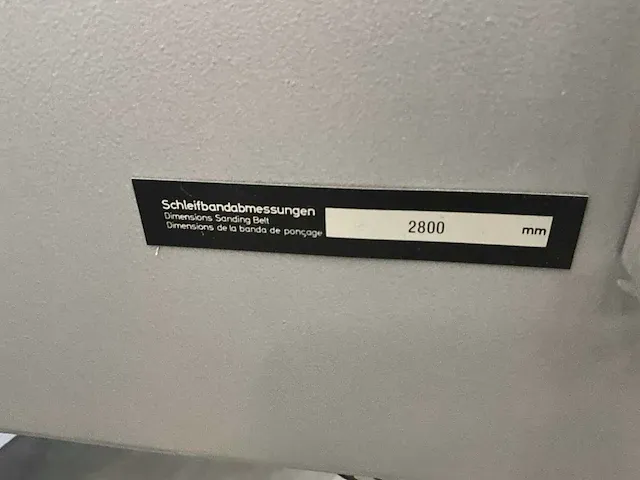 Schleifbandabmessungen
Dimensions Sanding Belt
Dimensions de la banda de ponçage
2800 mm